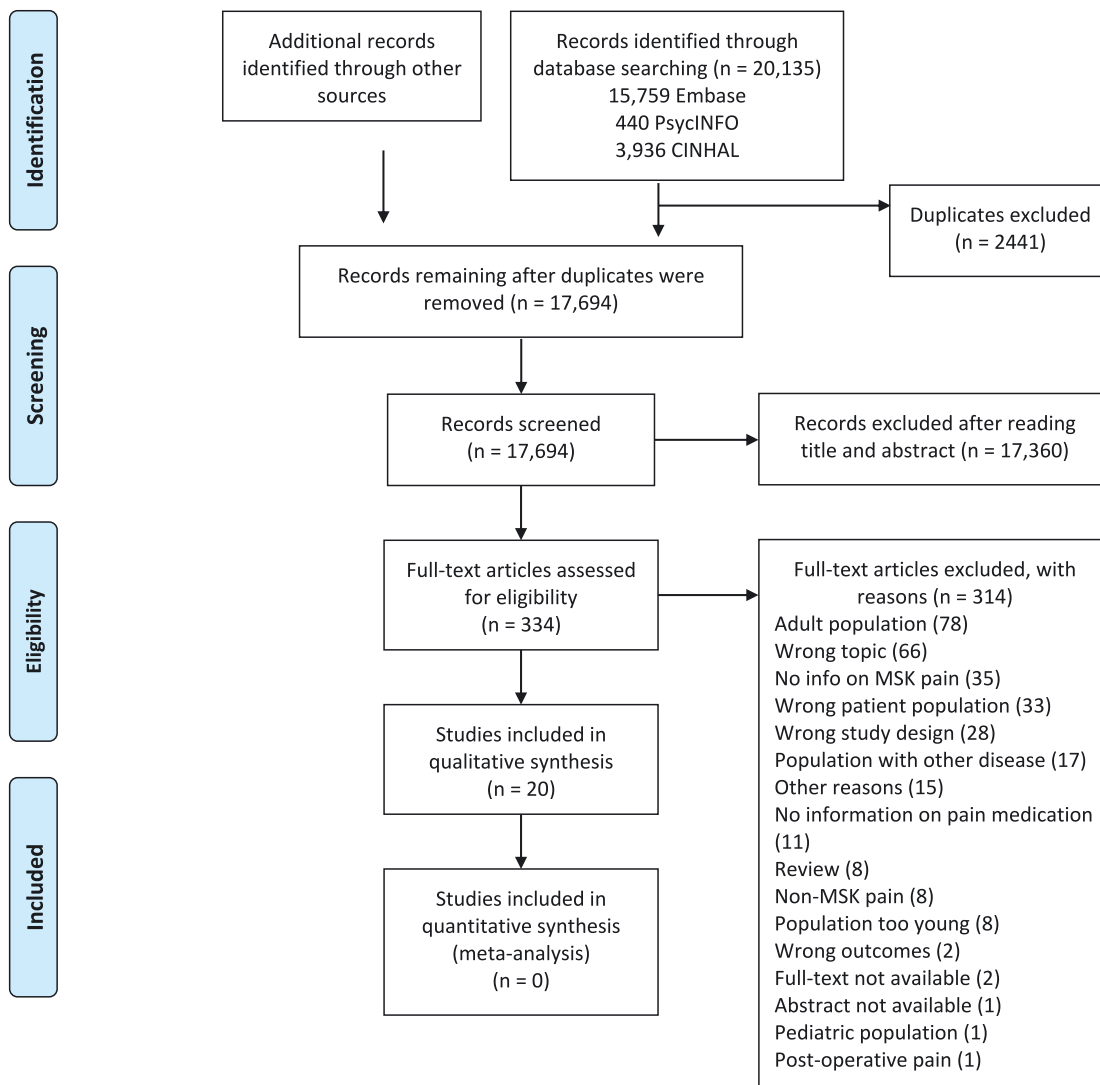 Identification
Additional records
identified through other
sources
Records identified through
database searching (n = 20,135)
15,759 Embase
440 PsycINFO
3,936 CINHAL
Duplicates excluded
(n = 2441)
Records remaining after duplicates were
removed (n = 17,694)
Screening
Records screened
(n = 17,694)
Records excluded after reading
title and abstract (n = 17,360)
Eligibility
Full-text articles assessed
for eligibility
(n = 334)
Full-text articles excluded, with
reasons (n = 314)
Adult population (78)
Wrong topic (66)
No info on MSK pain (35)
Wrong patient population (33)
Wrong study design (28)
Population with other disease (17)
Other reasons (15)
No information on pain medication
(11)
Review (8)
Non-MSK pain (8)
Population too young (8)
Wrong outcomes (2)
Full-text not available (2)
Abstract not available (1)
Pediatric population (1)
Post-operative pain (1)
Studies included in
qualitative synthesis
(n = 20)
Included
Studies included in
quantitative synthesis
(meta-analysis)
(n = 0)